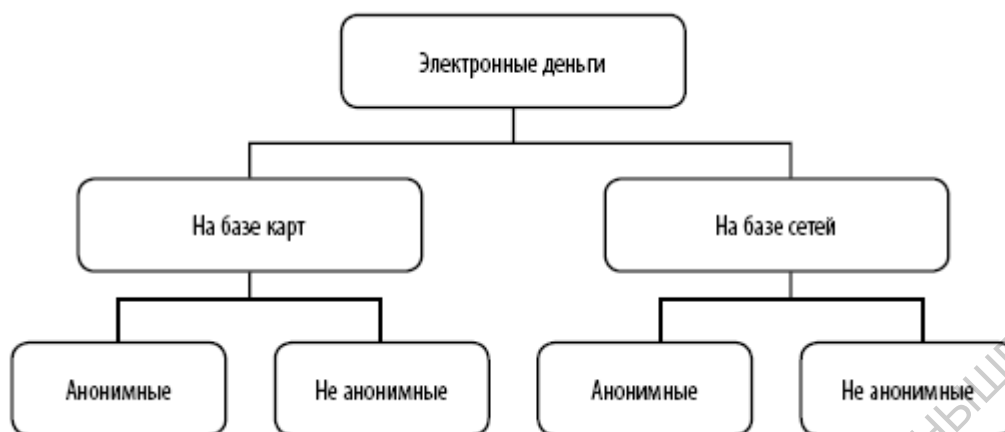 Электронные деньги
На базе карт
На базе сетей
Анонимные
Не анонимные
Анонимные
Не анонимные